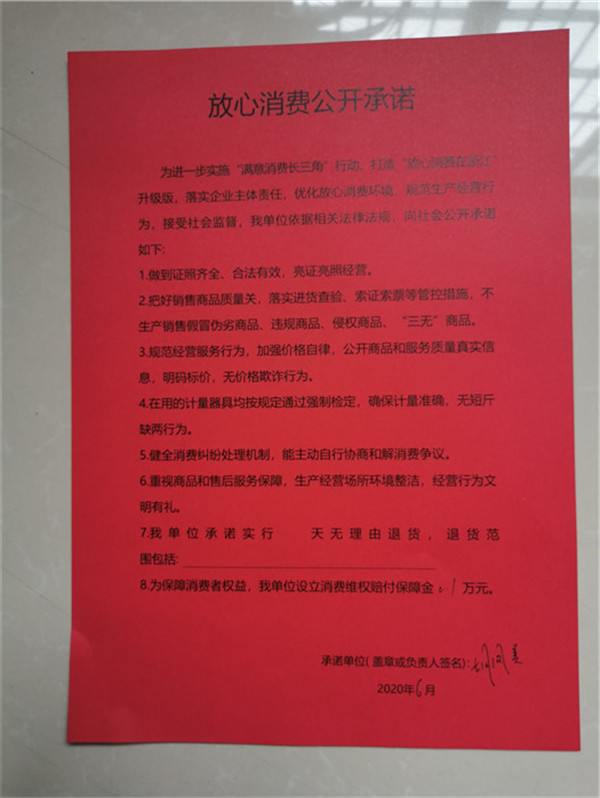 放心消费公开承诺
为进一步实施“满意消费长三角”行动，打造“放心消费在浙江”
升级版，落实企业主体责任，优化放心消费环境，规范生产经营行
为，接受社会监督，我单位依据相关法律法规，向社会公开承诺
如下:
1.做到证照齐全、合法有效，亮证亮照经营。
2.把好销售商品质量关，落实进货查验、索证索票等管控措施，不
生产销售假冒伪劣商品、违规商品、侵权商品、“三无”商品。
3.规范经营服务行为，加强价格自律，公开商品和服务质量真实信
息，明码标价，无价格欺诈行为。
4.在用的计量器具均按规定通过强制检定，确保计量准确，无短斤
缺两行为。
5.健全消费纠纷处理机制，能主动自行协商和解消费争议。
6.重视商品和售后服务保障，生产经营场所环境整洁，经营行为文
明有礼。
7.我单位承诺实行 天无理由退货，退货范
围包括:
8.为保障消费者权益，我单位设立消费维权赔付保障金 0.1 万元。
承诺单位(盖章或负责人签名):
2020年6月